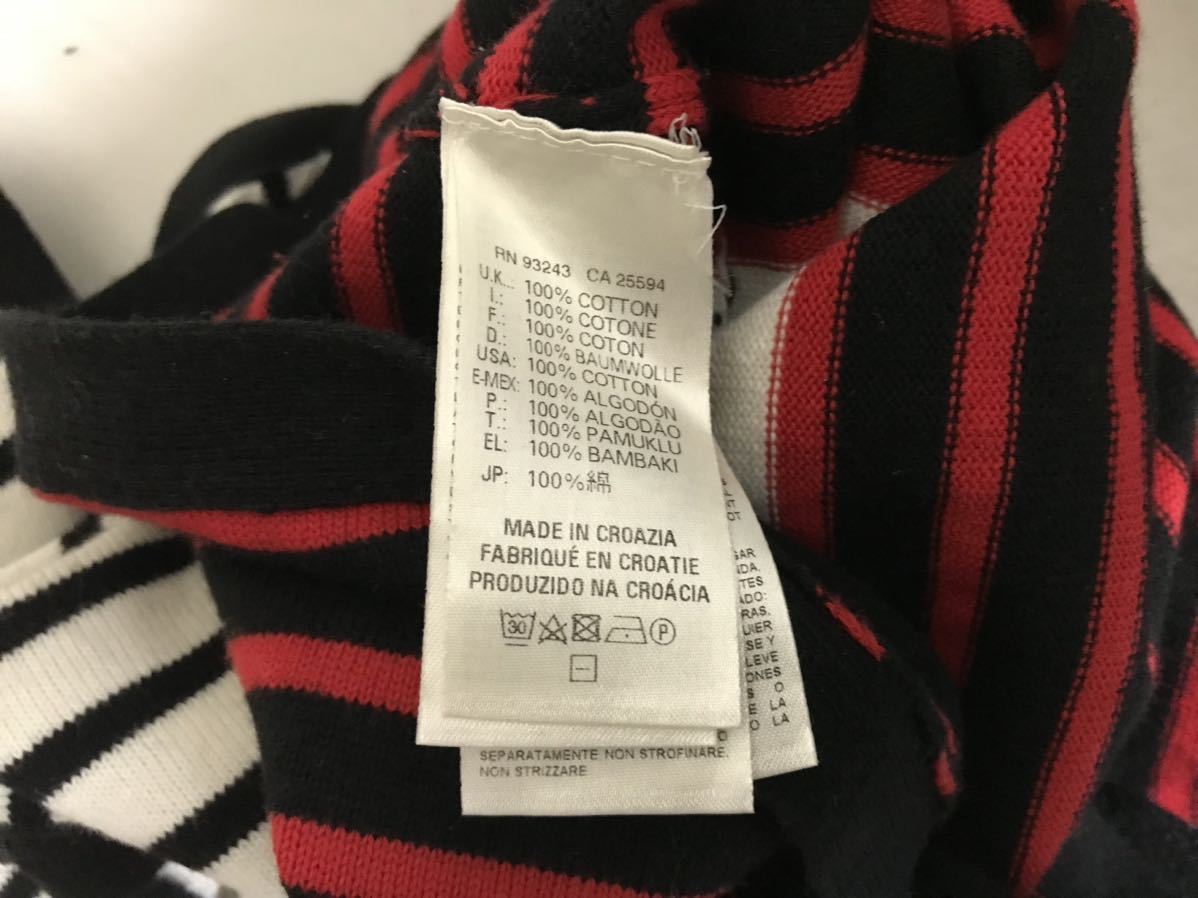 RN 93243 CA 25594
U.K..: 100% COTTON
I.: 100% COTONE
F.: 100% COTON
D.: 100% BAUMWOLLE
USA: 100% COTTON
E-MEX: 100% ALGODÓN
P.: 100% ALGODÃO
T.: 100% PAMUKLU
EL: 100% BAMBAKI
JP: 100%綿
MADE IN CROAZIA
FABRIQUÉ EN CROATIE
PRODUZIDO NA CROÁCIA
30
P
SEPARATAMENTE NON STROFINARE.
NON STRIZZARE